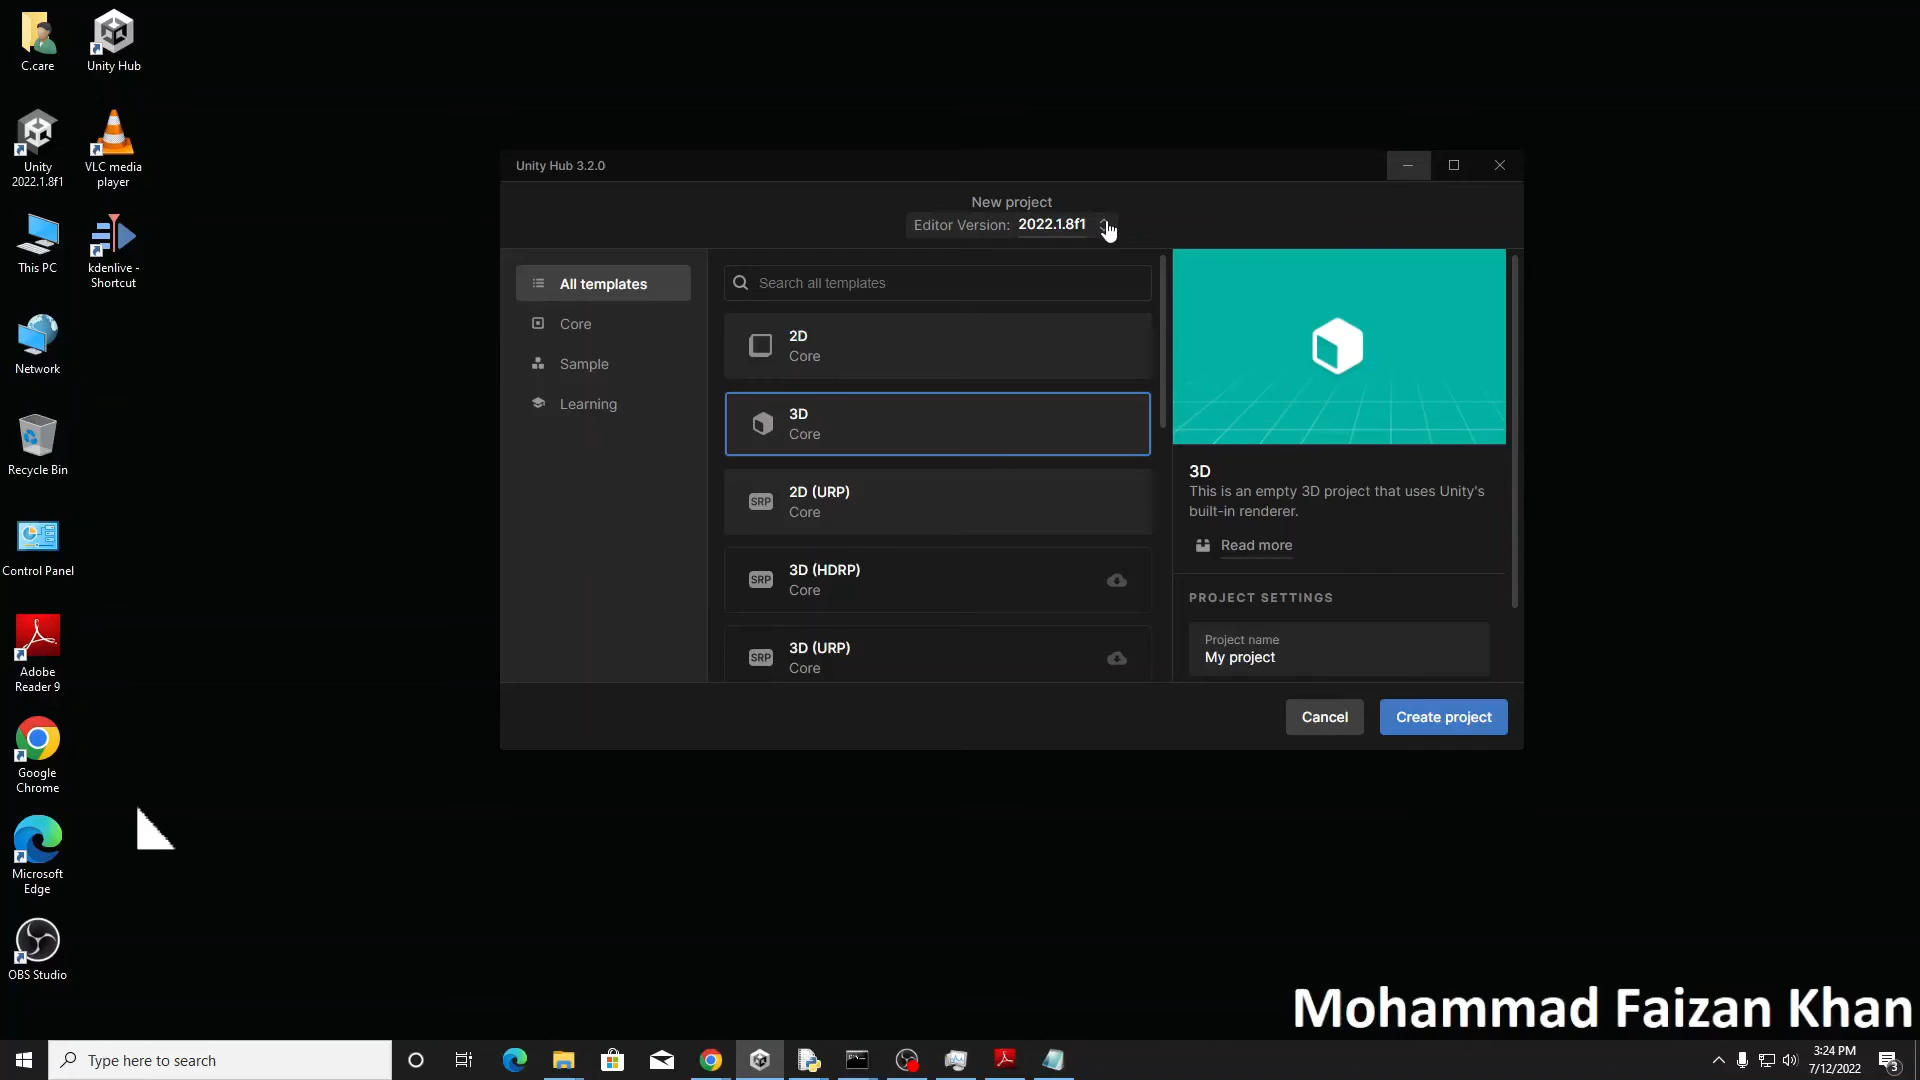 C.care
Unity Hub
Unity
2022.1.8f1
VLC media
player
This PC
kdenlive -
Shortcut
Network
Recycle Bin
Control Panel
Adobe
Reader 9
Google
Chrome
Microsoft
Edge
OBS Studio
Unity Hub 3.2.0
New project
Editor Version: 2022.1.8f1
All templates
Core
Sample
Learning
Search all templates
2D
Core
3D
Core
SRP
2D (URP)
Core
SRP
3D (HDRP)
Core
SRP
3D (URP)
Core
3D
This is an empty 3D project that uses Unity's
built-in renderer.
Read more
PROJECT SETTINGS
Project name
My project
Cancel
Create project
Mohammad Faizan Khan
Type here to search
3:24 PM
7/12/2022
3